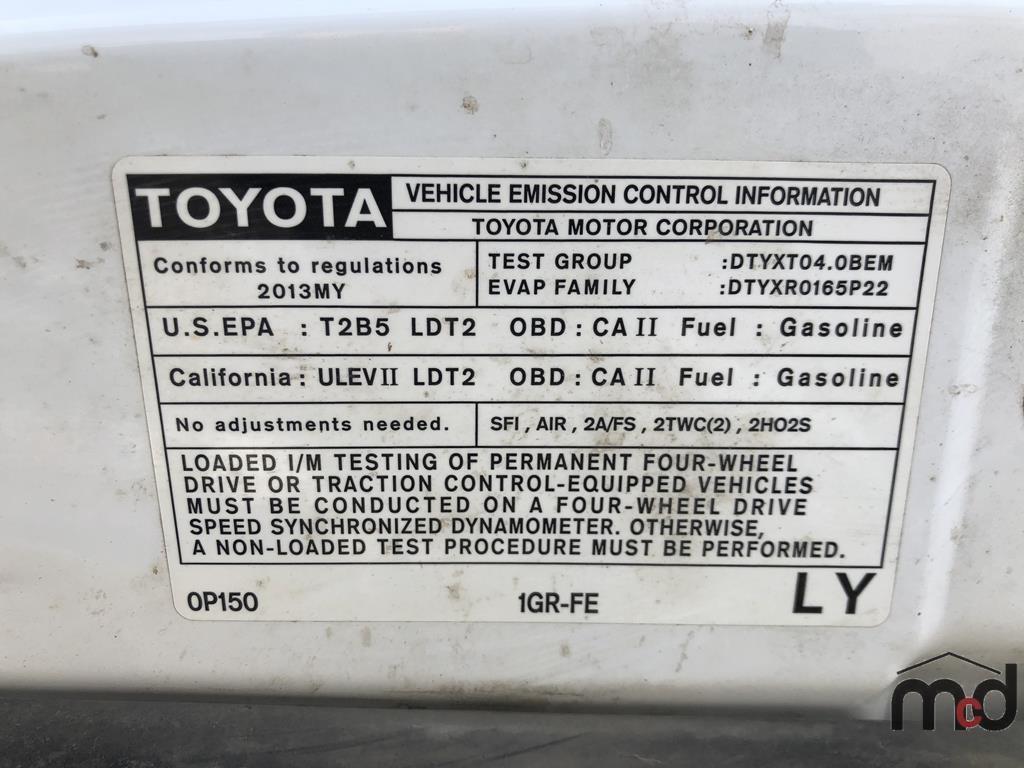 TOYOTA
VEHICLE EMISSION CONTROL INFORMATION
TOYOTA MOTOR CORPORATION
Conforms to regulations
2013MY
TEST GROUP :DTYXT04.0BEM
EVAP FAMILY :DTYXR0165P22
U.S.EPA : T2B5 LDT2 OBD : CA II Fuel : Gasoline
California : ULEV II LDT2 OBD : CA II Fuel : Gasoline
No adjustments needed.
SFI , AIR , 2A/FS , 2TWC(2) , 2HO2S
LOADED I/M TESTING OF PERMANENT FOUR-WHEEL
DRIVE OR TRACTION CONTROL-EQUIPPED VEHICLES
MUST BE CONDUCTED ON A FOUR-WHEEL DRIVE
SPEED SYNCHRONIZED DYNAMOMETER. OTHERWISE,
A NON-LOADED TEST PROCEDURE MUST BE PERFORMED.
0P150 1GR-FE LY
mcd